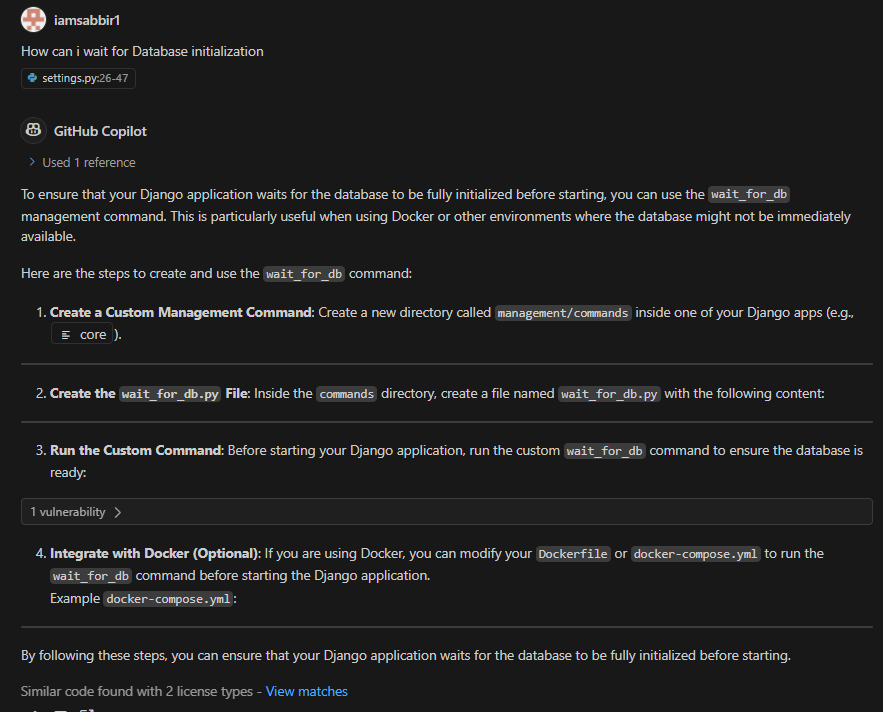 iamsabbir1
How can i wait for Database initialization
settings.py:26-47
GitHub Copilot
Used 1 reference
To ensure that your Django application waits for the database to be fully initialized before starting, you can use the wait_for_db
management command. This is particularly useful when using Docker or other environments where the database might not be immediately
available.
Here are the steps to create and use the wait_for_db command:
1. Create a Custom Management Command: Create a new directory called management/commands inside one of your Django apps (e.g.,
core ).
2. Create the wait_for_db.py File: Inside the commands directory, create a file named wait_for_db.py with the following content:
3. Run the Custom Command: Before starting your Django application, run the custom wait_for_db command to ensure the database is
ready:
1 vulnerability
4. Integrate with Docker (Optional): If you are using Docker, you can modify your Dockerfile or docker-compose.yml to run the
wait_for_db command before starting the Django application.
Example docker-compose.yml:
By following these steps, you can ensure that your Django application waits for the database to be fully initialized before starting.
Similar code found with 2 license types - View matches